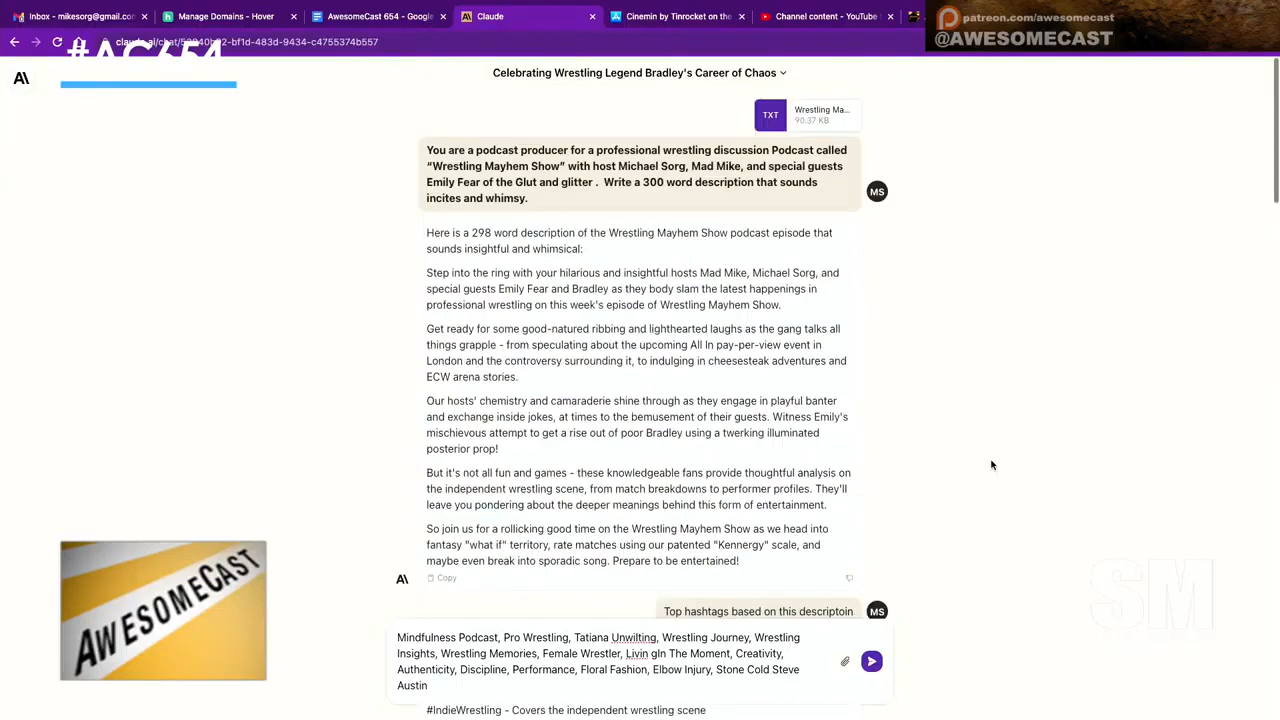 Inbox - mikesorg@gmail.co
Manage Domains - Hover
AwesomeCast 654 - Google
Claude
Cinemin by Tinrocket on the
Channel content - YouTube
patreon.com/awesomecast
@AWESOMECAST
#AC654
Celebrating Wrestling Legend Bradley's Career of Chaos
TXT
Wrestling Ma...
90.37 KB
You are a podcast producer for a professional wrestling discussion Podcast called
“Wrestling Mayhem Show” with host Michael Sorg, Mad Mike, and special guests
Emily Fear of the Glut and glitter . Write a 300 word description that sounds
incites and whimsy.
MS
Here is a 298 word description of the Wrestling Mayhem Show podcast episode that
sounds insightful and whimsical:
Step into the ring with your hilarious and insightful hosts Mad Mike, Michael Sorg, and
special guests Emily Fear and Bradley as they body slam the latest happenings in
professional wrestling on this week's episode of Wrestling Mayhem Show.
Get ready for some good-natured ribbing and lighthearted laughs as the gang talks all
things grapple - from speculating about the upcoming All In pay-per-view event in
London and the controversy surrounding it, to indulging in cheesesteak adventures and
ECW arena stories.
Our hosts' chemistry and camaraderie shine through as they engage in playful banter
and exchange inside jokes, at times to the bemusement of their guests. Witness Emily's
mischievous attempt to get a rise out of poor Bradley using a twerking illuminated
posterior prop!
But it's not all fun and games - these knowledgeable fans provide thoughtful analysis on
the independent wrestling scene, from match breakdowns to performer profiles. They'll
leave you pondering about the deeper meanings behind this form of entertainment.
So join us for a rollicking good time on the Wrestling Mayhem Show as we head into
fantasy "what if" territory, rate matches using our patented "Kennergy" scale, and
maybe even break into sporadic song. Prepare to be entertained!
Copy
Top hashtags based on this descriptoin
MS
Mindfulness Podcast, Pro Wrestling, Tatiana Unwilting, Wrestling Journey, Wrestling
Insights, Wrestling Memories, Female Wrestler, Livin gIn The Moment, Creativity,
Authenticity, Discipline, Performance, Floral Fashion, Elbow Injury, Stone Cold Steve
Austin
#IndieWrestling - Covers the independent wrestling scene
AWESOMECAST
SM